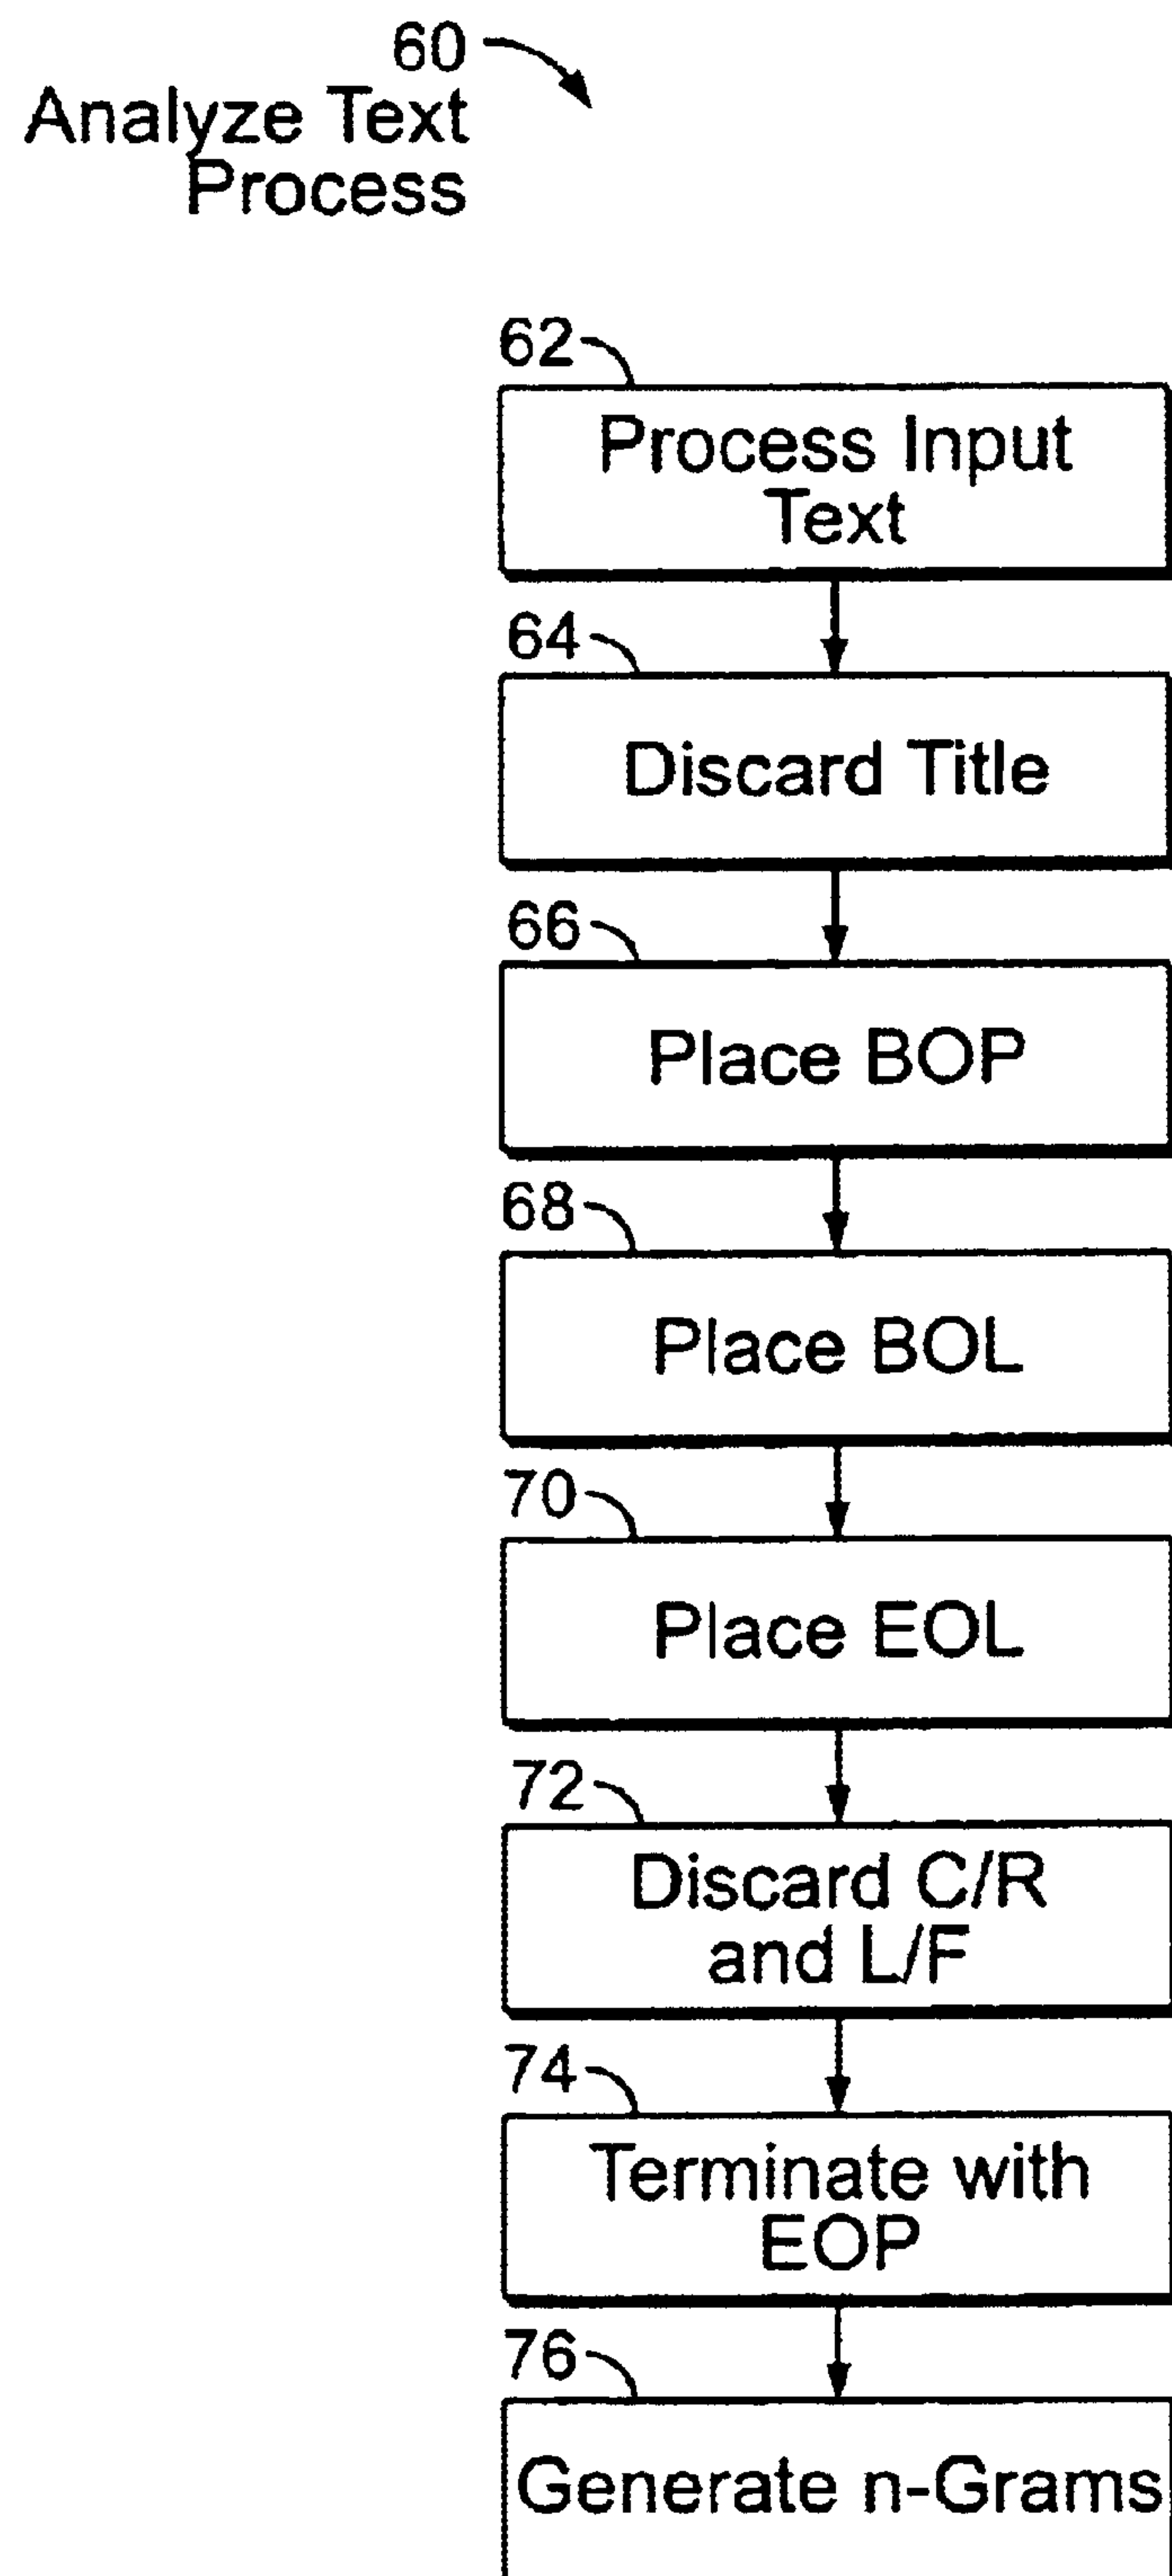 60
Analyze Text
Process
62
Process Input
Text
64
Discard Title
66
Place BOP
68
Place BOL
70
Place EOL
72
Discard C/R
and L/F
74
Terminate with
EOP
76
Generate n-Grams